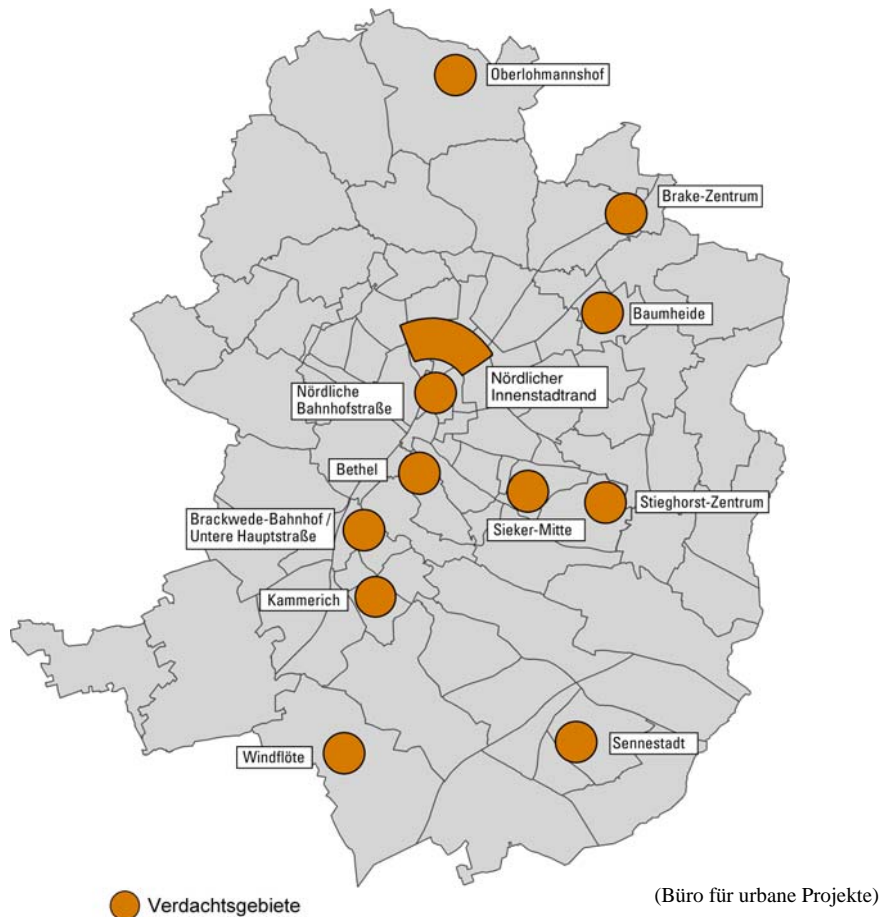 Oberlohmannshof
Brake-Zentrum
Baumheide
Nördliche
Bahnhofstraße
Nördlicher
Innenstadtrand
Bethel
Brackwede-Bahnhof /
Untere Hauptstraße
Sieker-Mitte
Stieghorst-Zentrum
Kammerich
Windflöte
Sennestadt
Verdachtsgebiete
(Büro für urbane Projekte)